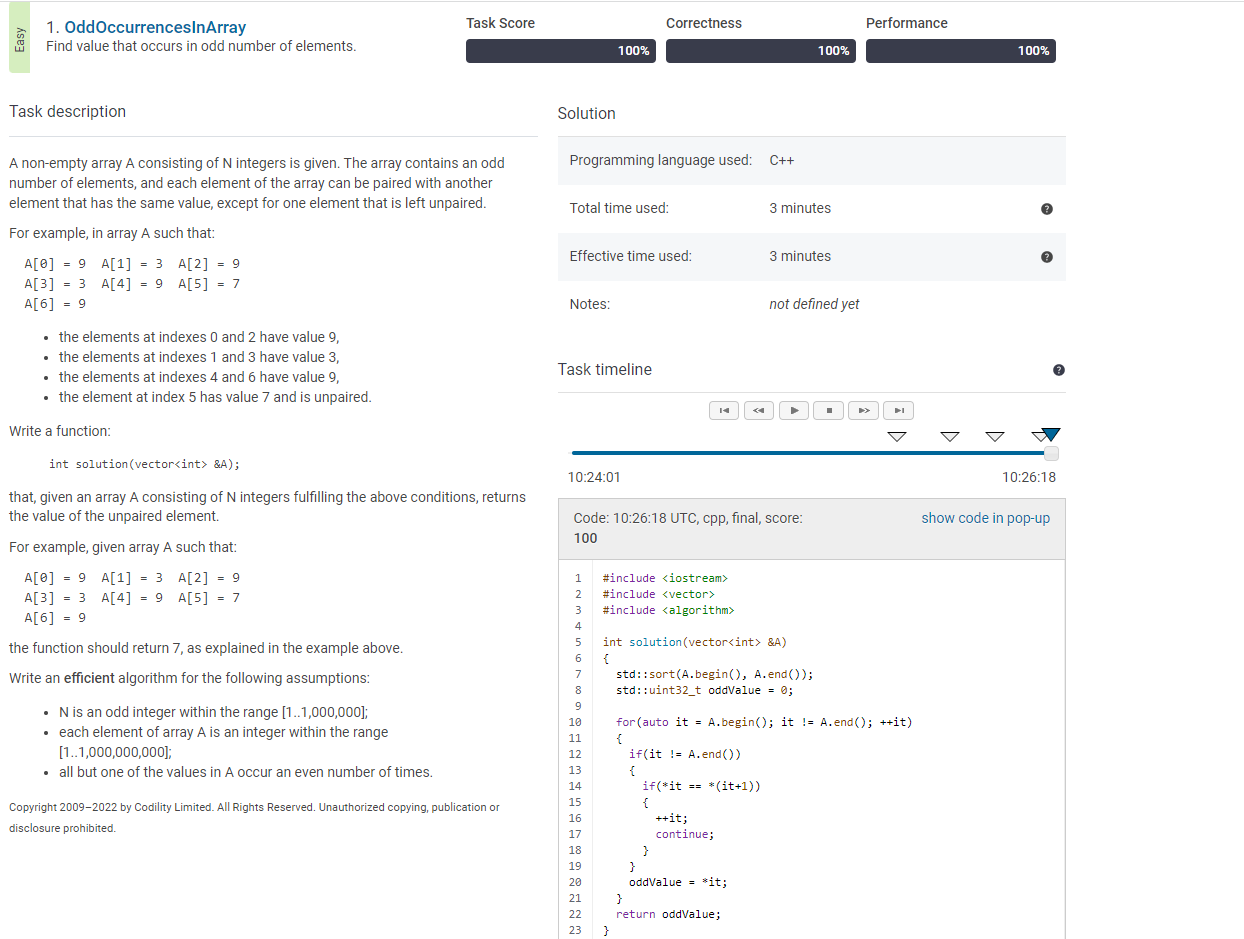 Easy
1. OddOccurrencesInArray
Find value that occurs in odd number of elements.
Task Score
Correctness
Performance
100%
100%
100%
Task description
A non-empty array A consisting of N integers is given. The array contains an odd
number of elements, and each element of the array can be paired with another
element that has the same value, except for one element that is left unpaired.
For example, in array A such that:
A[0] = 9  A[1] = 3  A[2] = 9
A[3] = 3  A[4] = 9  A[5] = 7
A[6] = 9
• the elements at indexes 0 and 2 have value 9,
• the elements at indexes 1 and 3 have value 3,
• the elements at indexes 4 and 6 have value 9,
• the element at index 5 has value 7 and is unpaired.
Write a function:
int solution(vector<int> &A);
that, given an array A consisting of N integers fulfilling the above conditions, returns
the value of the unpaired element.
For example, given array A such that:
A[0] = 9  A[1] = 3  A[2] = 9
A[3] = 3  A[4] = 9  A[5] = 7
A[6] = 9
the function should return 7, as explained in the example above.
Write an efficient algorithm for the following assumptions:
• N is an odd integer within the range [1..1,000,000];
• each element of array A is an integer within the range
[1..1,000,000,000];
• all but one of the values in A occur an even number of times.
Copyright 2009–2022 by Codility Limited. All Rights Reserved. Unauthorized copying, publication or
disclosure prohibited.
Solution
Programming language used: C++
Total time used: 3 minutes ?
Effective time used: 3 minutes ?
Notes: not defined yet
Task timeline ?
10:24:01 10:26:18
Code: 10:26:18 UTC, cpp, final, score: show code in pop-up
100
1 #include <iostream>
2 #include <vector>
3 #include <algorithm>
4
5 int solution(vector<int> &A)
6 {
7   std::sort(A.begin(), A.end());
8   std::uint32_t oddValue = 0;
9
10   for(auto it = A.begin(); it != A.end(); ++it)
11   {
12     if(it != A.end())
13     {
14       if(*it == *(it+1))
15       {
16         ++it;
17         continue;
18       }
19     }
20     oddValue = *it;
21   }
22   return oddValue;
23 }